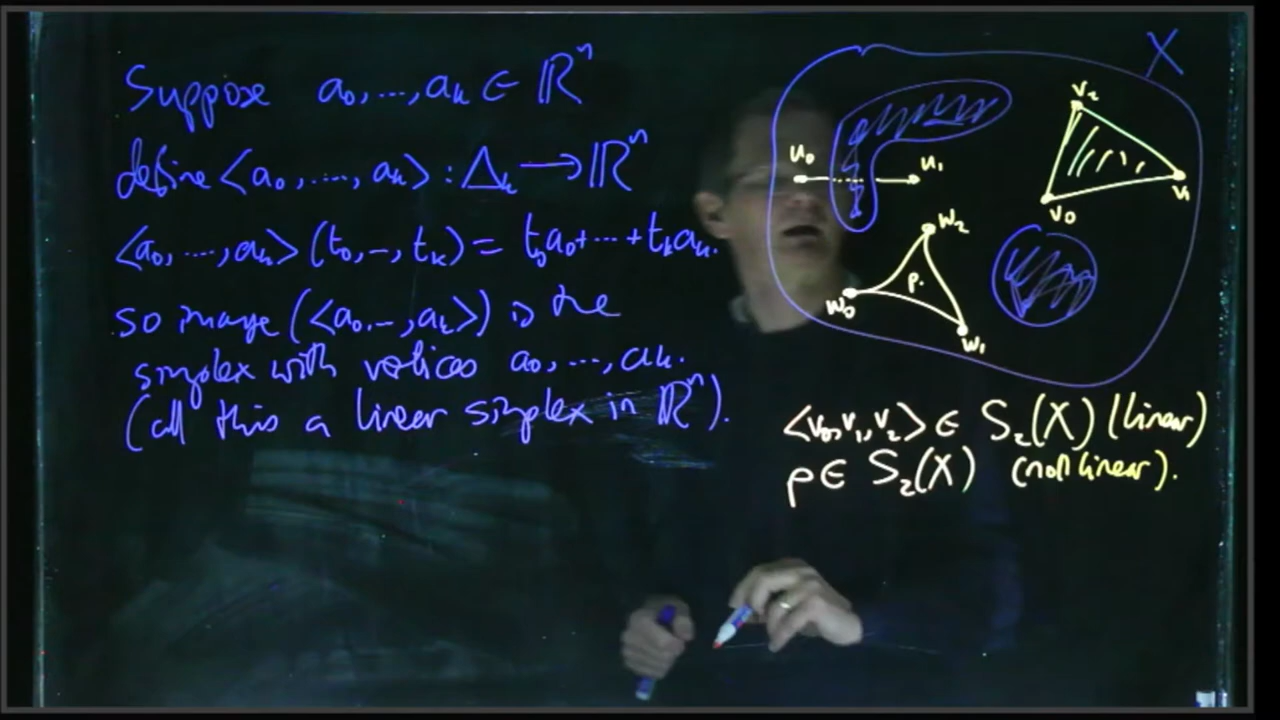 Suppose a₀,...,aₖ ∈ ℝⁿ
define <a₀,...,aₖ> : Δₖ → ℝⁿ
<a₀,...,aₖ>(t₀,-,tₖ) = t₀a₀+...+tₖaₖ.
so image (<a₀,-,aₖ>) is the
simplex with vertices a₀,...,aₖ.
(call this a linear simplex in ℝⁿ).
X
v₂
u₀
u₁
v₁
v₀
w₂
ρ.
w₀
w₁
<v₀,v₁,v₂> ∈ S₂(X) (linear)
ρ ∈ S₂(X) (non linear).